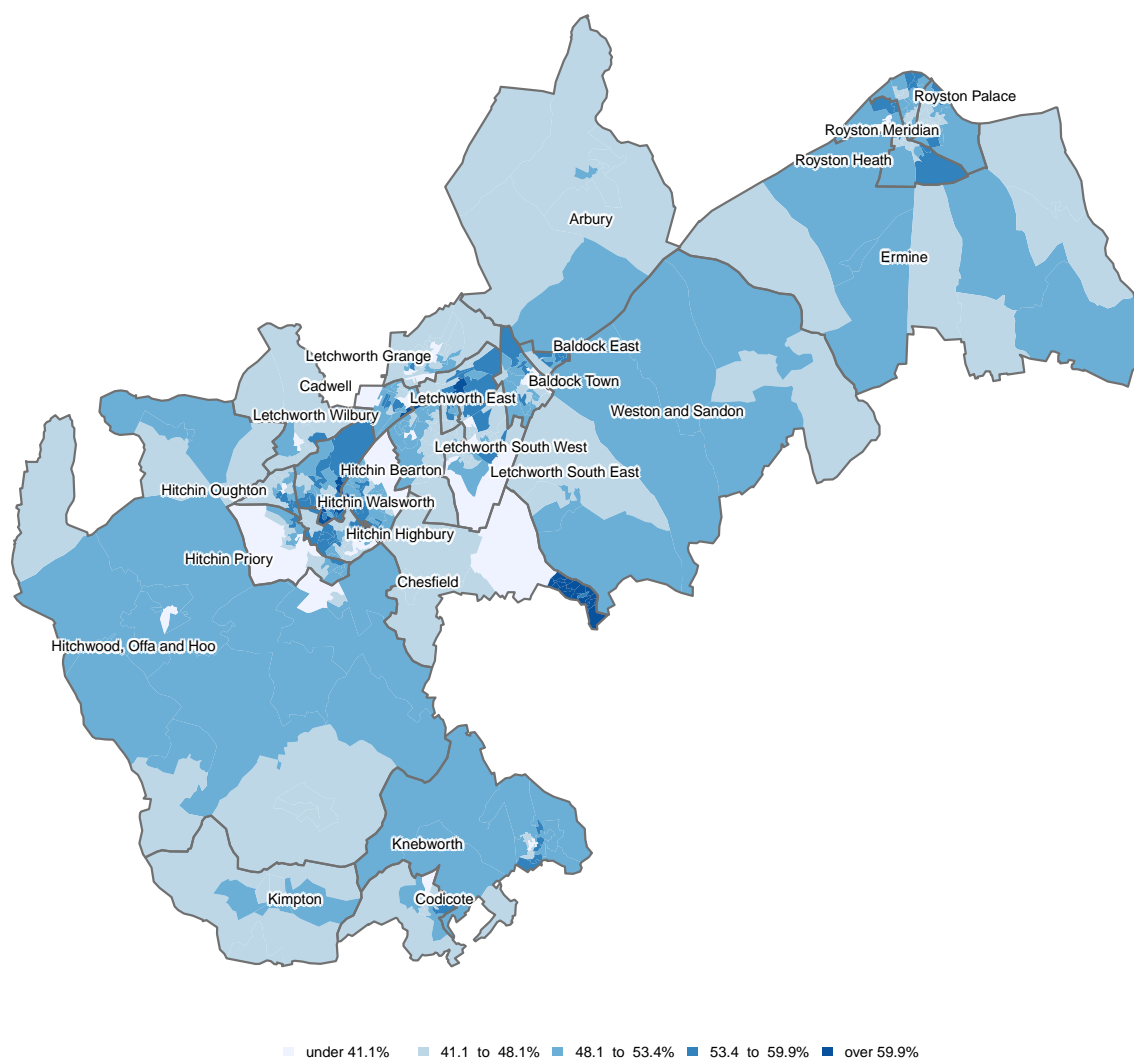 Royston Palace
Royston Meridian
Royston Heath
Arbury
Ermine
Baldock East
Letchworth Grange
Baldock Town
Cadwell
Letchworth East
Weston and Sandon
Letchworth Wilbury
Letchworth South West
Hitchin Bearton
Letchworth South East
Hitchin Oughton
Hitchin Walsworth
Hitchin Highbury
Hitchin Priory
Chesfield
Hitchwood, Offa and Hoo
Knebworth
Kimpton
Codicote
under 41.1% 41.1 to 48.1% 48.1 to 53.4% 53.4 to 59.9% over 59.9%